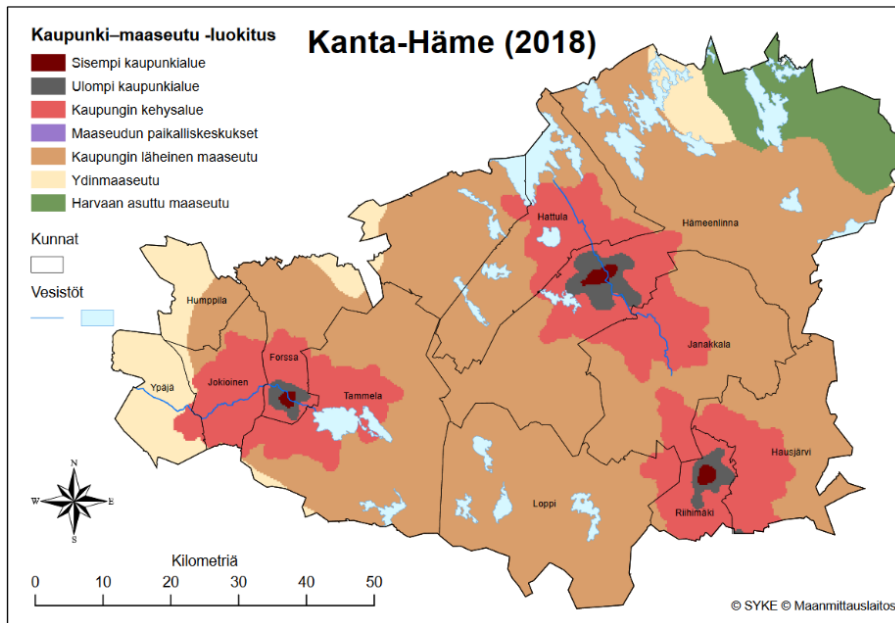 Kanta-Häme (2018)
Kaupunki–maaseutu -luokitus
Sisempi kaupunkialue
Ulompi kaupunkialue
Kaupungin kehysalue
Maaseudun paikalliskeskukset
Kaupungin läheinen maaseutu
Ydinmaaseutu
Harvaan asuttu maaseutu
Kunnat
Vesistöt
Hattula
Hämeenlinna
Humppila
Janakkala
Forssa
Ypäjä
Jokioinen
Tammela
Hausjärvi
Loppi
Riihimäki
N
W E
S
Kilometriä
0 10 20 30 40 50
© SYKE © Maanmittauslaitos